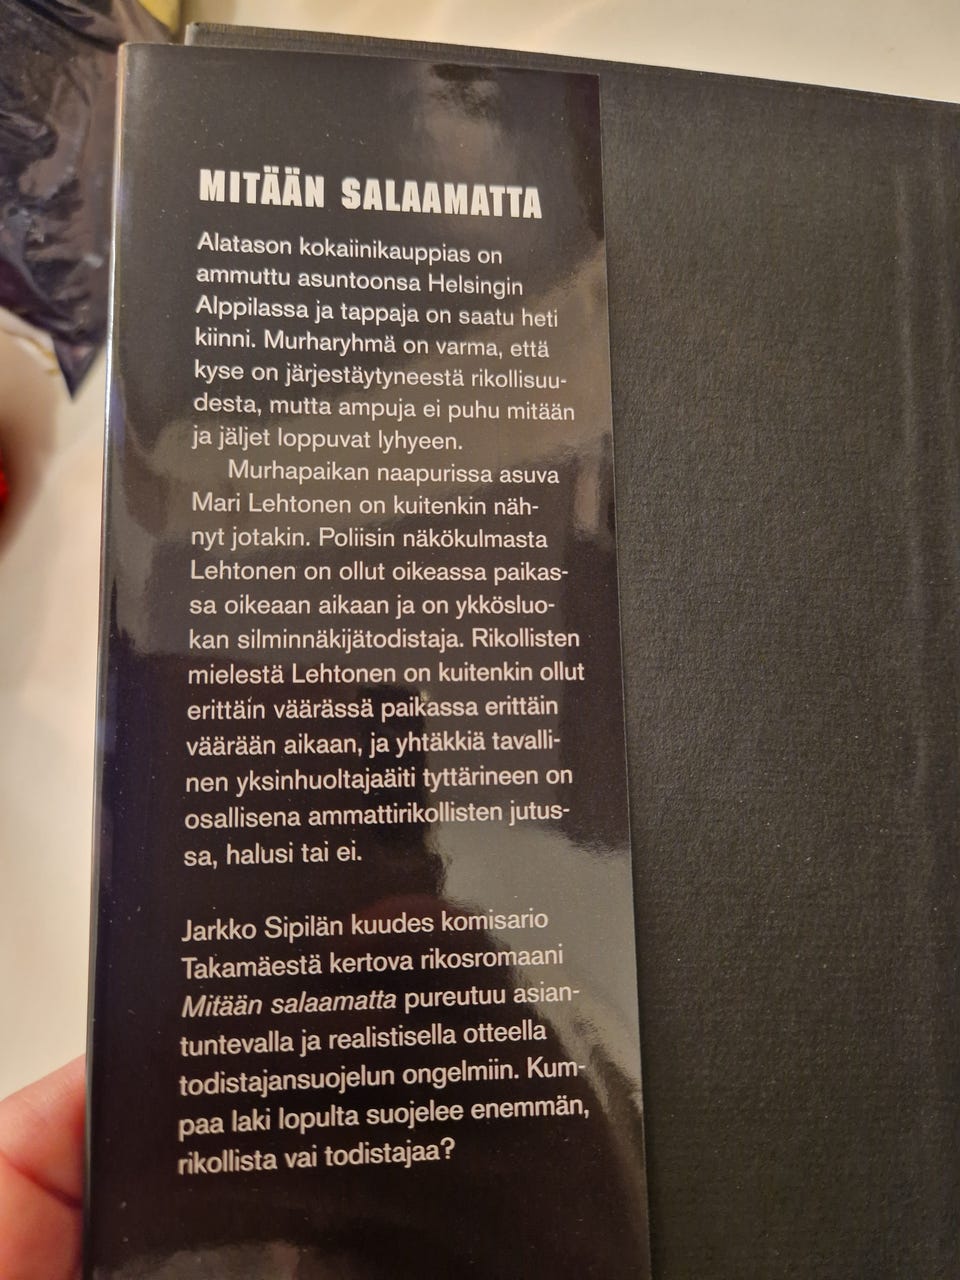 MITÄÄN SALAAMATTA
Alatason kokaiinikauppias on
ammuttu asuntoonsa Helsingin
Alppilassa ja tappaja on saatu heti
kiinni. Murharyhmä on varma, että
kyse on järjestäytyneestä rikollisuu-
desta, mutta ampuja ei puhu mitään
ja jäljet loppuvat lyhyeen.
Murhapaikan naapurissa asuva
Mari Lehtonen on kuitenkin näh-
nyt jotakin. Poliisin näkökulmasta
Lehtonen on ollut oikeassa paikas-
sa oikeaan aikaan ja on ykkösluo-
kan silminnäkijätodistaja. Rikollisten
mielestä Lehtonen on kuitenkin ollut
erittäin väärässä paikassa erittäin
väärään aikaan, ja yhtäkkiä tavalli-
nen yksinhuoltajaäiti tyttärineen on
osallisena ammattirikollisten jutus-
sa, halusi tai ei.
Jarkko Sipilän kuudes komisario
Takamäestä kertova rikosromaani
Mitään salaamatta pureutuu asian-
tuntevalla ja realistisella otteella
todistajansuojelun ongelmiin. Kum-
paa laki lopulta suojelee enemmän,
rikollista vai todistajaa?